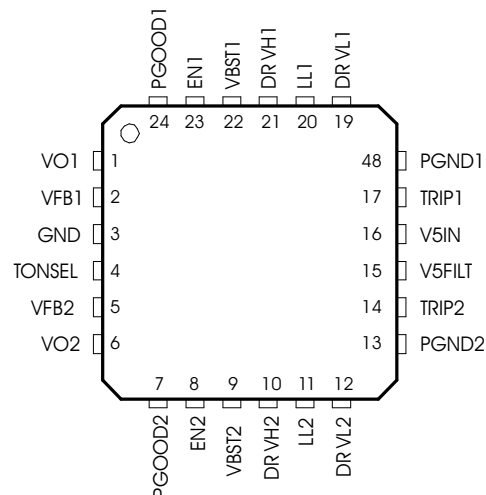 PGOOD1
EN1
VBST1
DRVH1
LL1
DRVL1
24 23 22 21 20 19
VO1 1 48 PGND1
VFB1 2 17 TRIP1
GND 3 16 V5IN
TONSEL 4 15 V5FILT
VFB2 5 14 TRIP2
VO2 6 13 PGND2
7 8 9 10 11 12
PGOOD2
EN2
VBST2
DRVH2
LL2
DRVL2